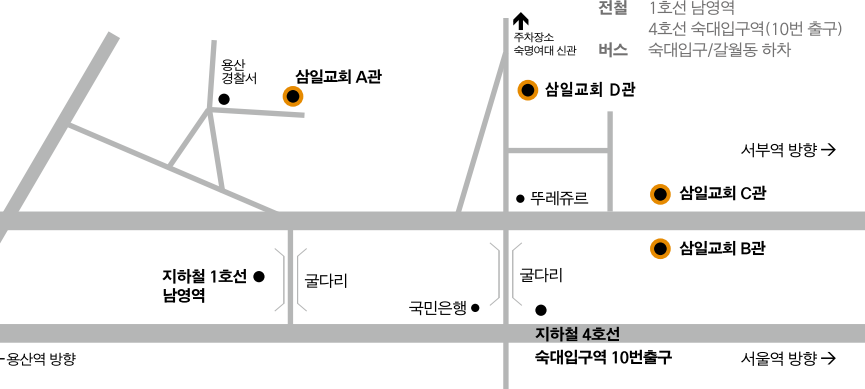 전철 1호선 남영역
4호선 숙대입구역(10번 출구)
버스 숙대입구/갈월동 하차
주차장소
숙명여대 신관
용산
경찰서
삼일교회 A관
삼일교회 D관
서부역 방향
뚜레쥬르
삼일교회 C관
삼일교회 B관
지하철 1호선
남영역
굴다리
굴다리
국민은행
지하철 4호선
숙대입구역 10번출구
용산역 방향
서울역 방향